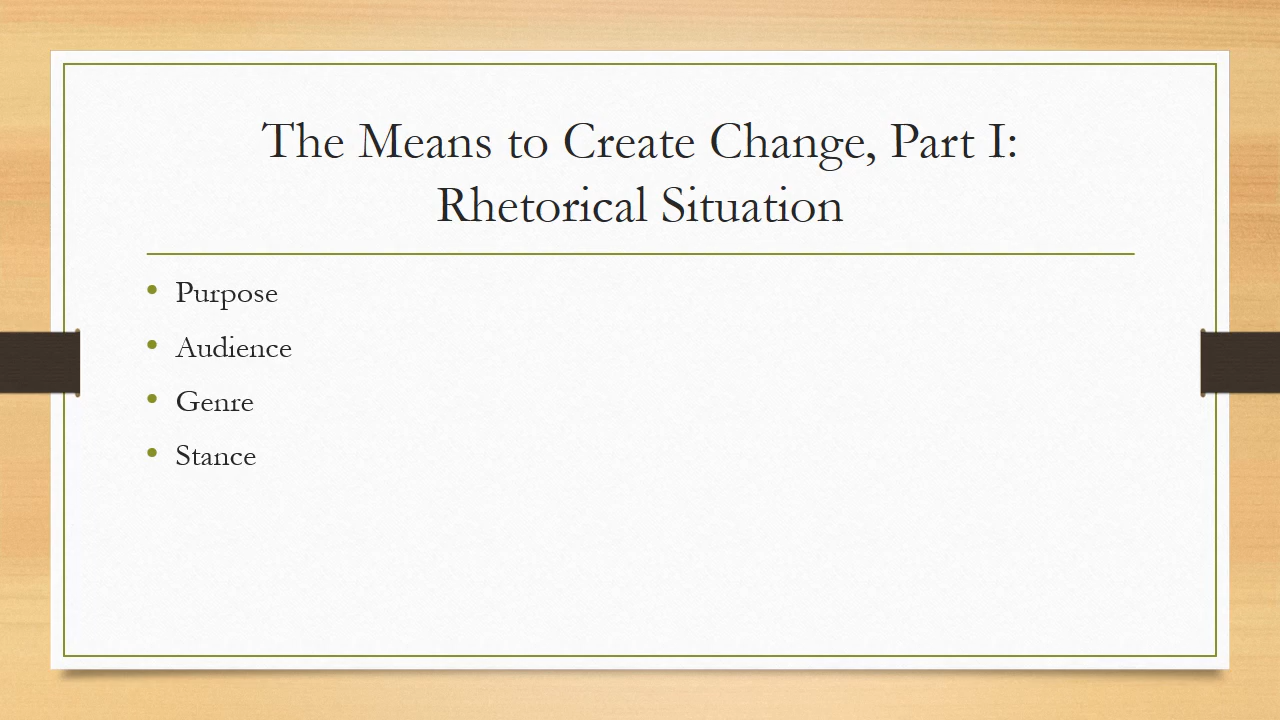 The Means to Create Change, Part I:
Rhetorical Situation
• Purpose
• Audience
• Genre
• Stance